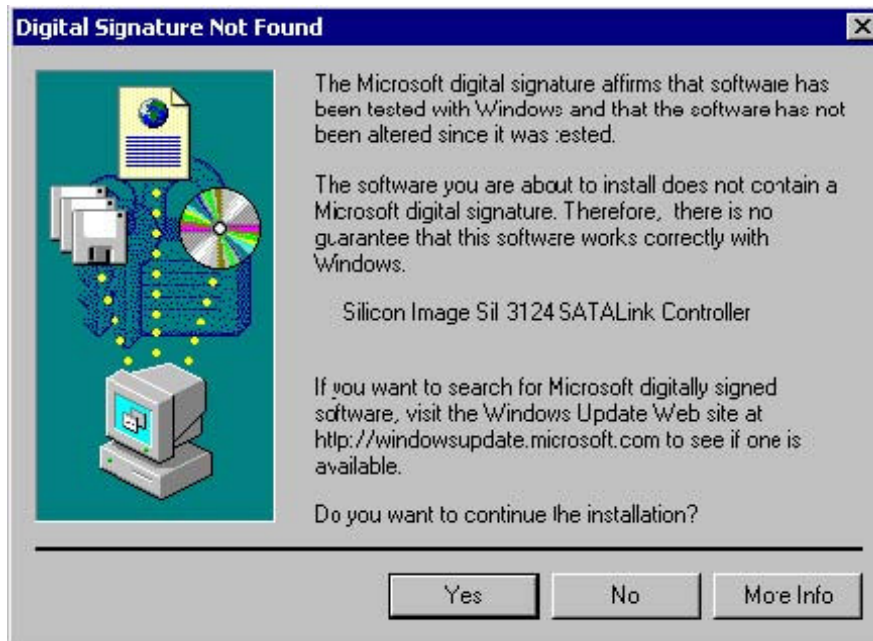 Digital Signature Not Found
The Microsoft digital signature affirms that software has
been tested with Windows and that the software has not
been altered since it was tested.
The software you are about to install does not contain a
Microsoft digital signature. Therefore, there is no
guarantee that this software works correctly with
Windows.
Silicon Image SiI 3124 SATALink Controller
If you want to search for Microsoft digitally signed
software, visit the Windows Update Web site at
http://windowsupdate.microsoft.com to see if one is
available.
Do you want to continue the installation?
Yes No More Info